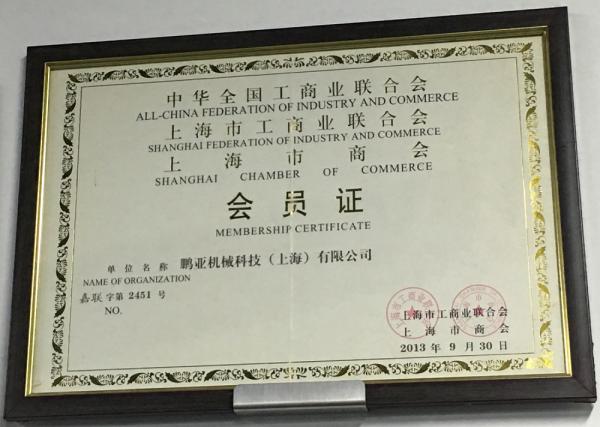 中华全国工商业联合会
ALL-CHINA FEDERATION OF INDUSTRY AND COMMERCE
上海市工商业联合会
SHANGHAI FEDERATION OF INDUSTRY AND COMMERCE
上海市商会
SHANGHAI CHAMBER OF COMMERCE
会员证
MEMBERSHIP CERTIFICATE
单位名称 鹏亚机械科技（上海）有限公司
NAME OF ORGANIZATION
嘉联字第 2451 号
NO.
上海市工商业联合会
上海市商会
2013 年 9 月 30 日